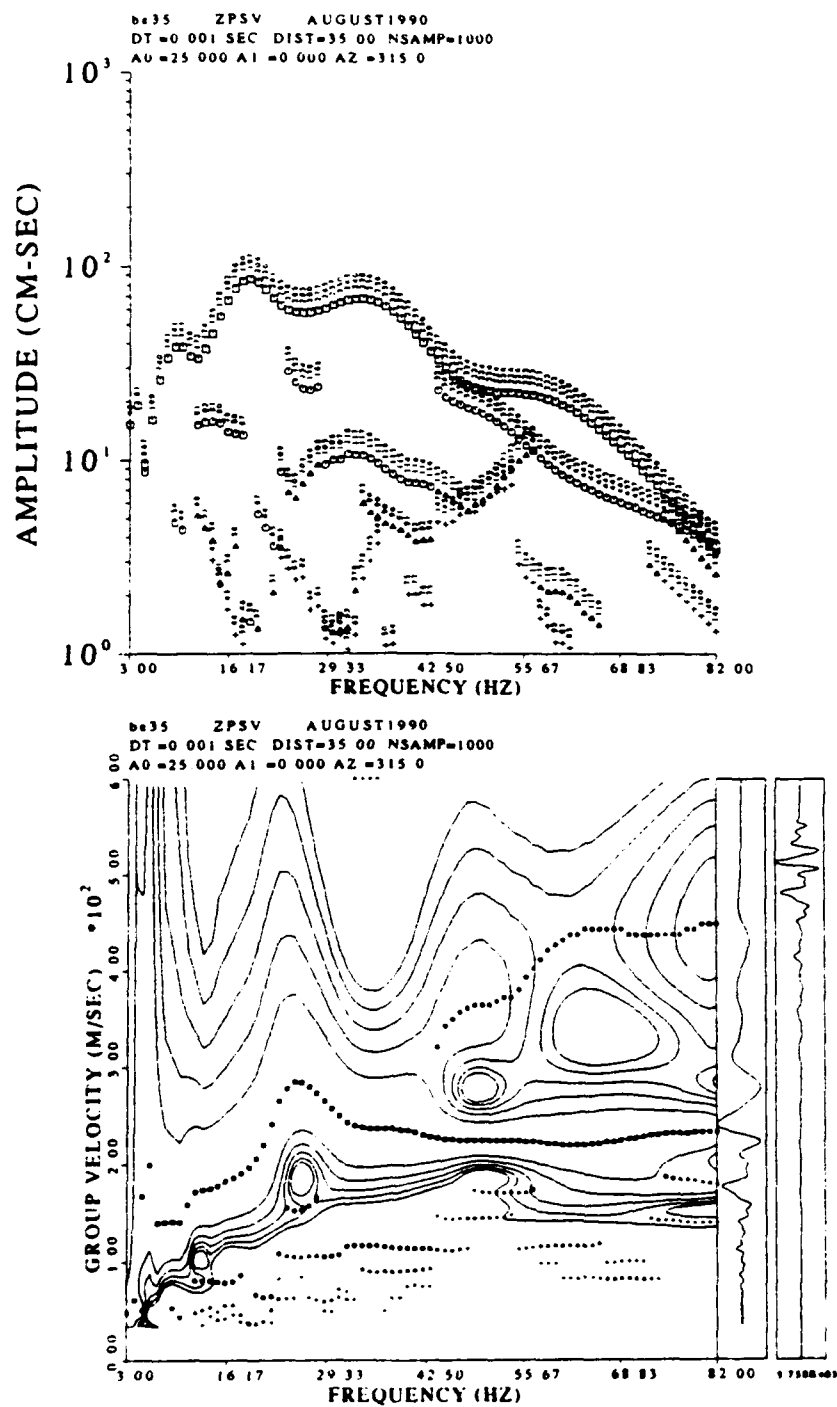 be35 ZPSV AUGUST1990
DT =0 001 SEC DIST=35 00 NSAMP=1000
A0 =25 000 A1 =0 000 AZ =315 0
10³
10²
10¹
10⁰
AMPLITUDE (CM-SEC)
3 00 16 17 29 33 42 50 55 67 68 83 82 00
FREQUENCY (HZ)
be35 ZPSV AUGUST1990
DT =0 001 SEC DIST=35 00 NSAMP=1000
A0 =25 000 A1 =0 000 AZ =315 0
6 00
5 00
4 00
3 00
2 00
1 00
0 00
GROUP VELOCITY (M/SEC) *10²
3 00 16 17 29 33 42 50 55 67 68 83 82 00
FREQUENCY (HZ)